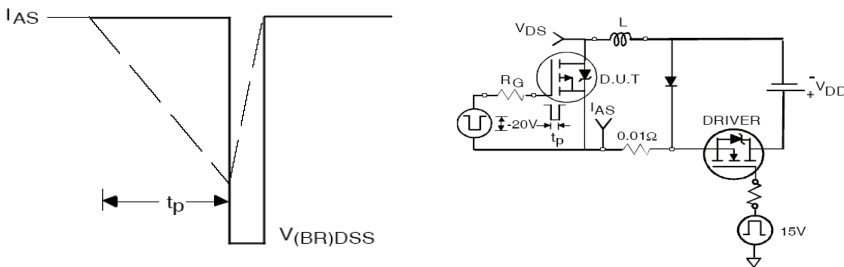 IAS
tp
V(BR)DSS
VDS
L
RG
D.U.T
IAS
-20V
tp
0.01Ω
-
+
VDD
DRIVER
15V